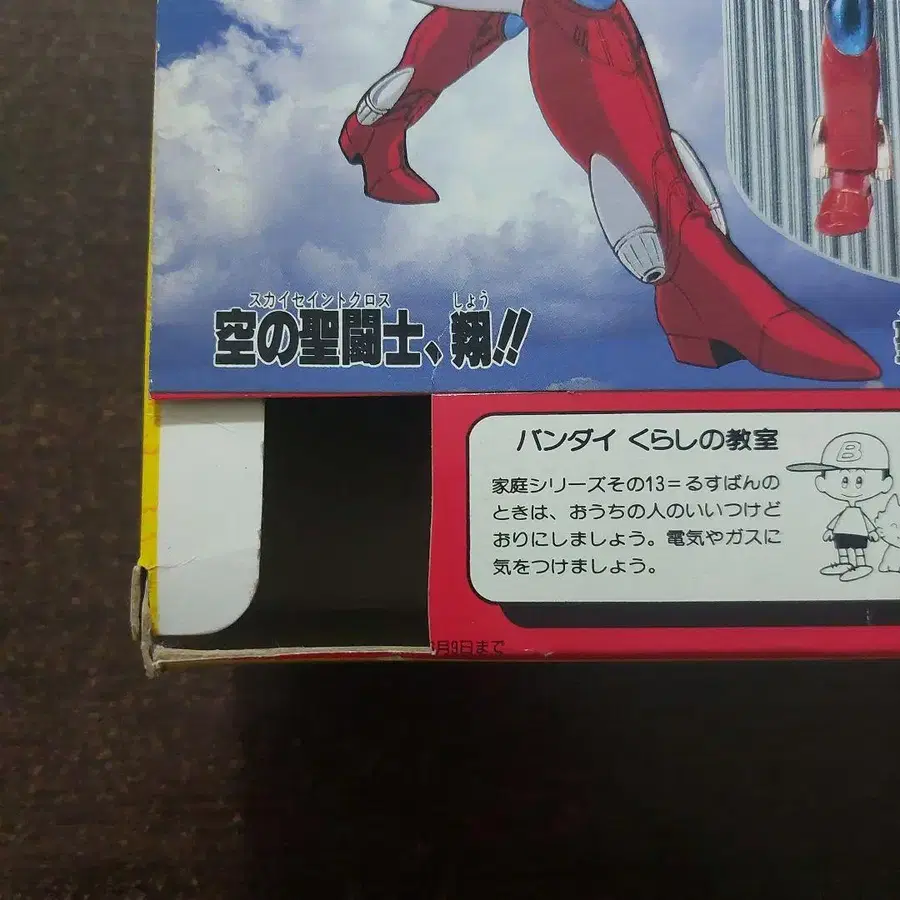 スカイセイントクロス しょう
空の聖闘士、翔!!
バンダイ くらしの教室
家庭シリーズその13=るすばんの
ときは、おうちの人のいいつけど
おりにしましょう。電気やガスに
気をつけましょう。
B
月9日まで